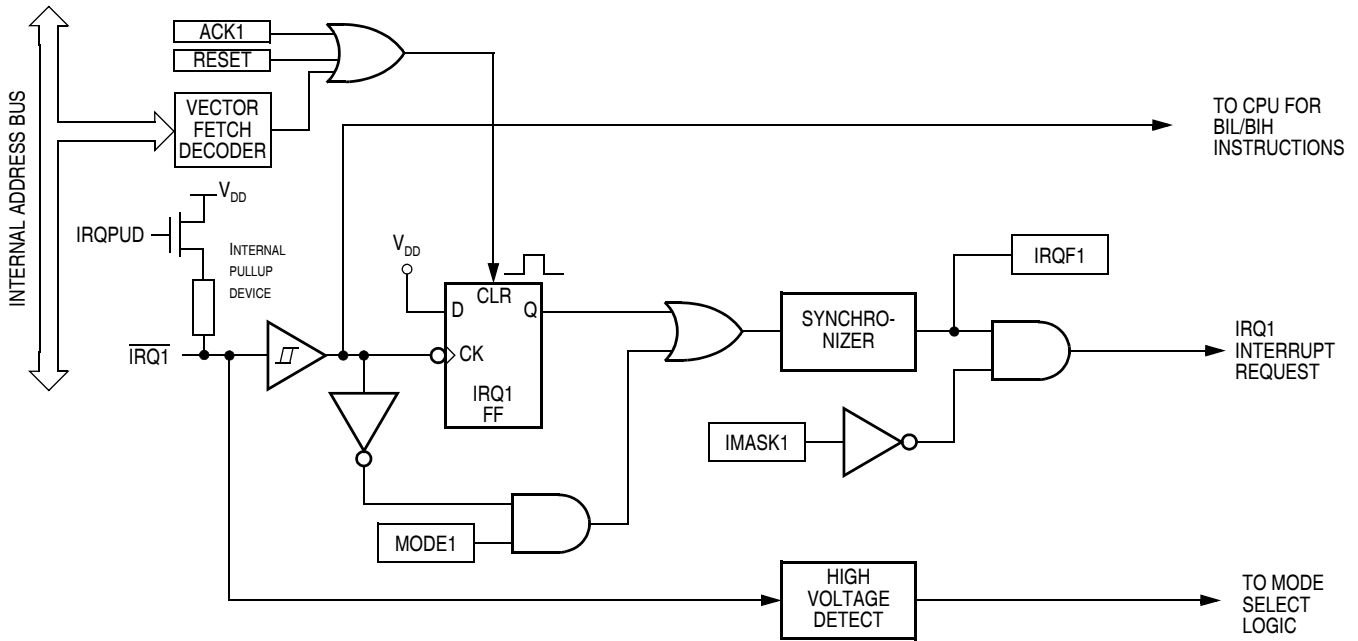 ACK1
RESET
VECTOR
FETCH
DECODER
INTERNAL ADDRESS BUS
TO CPU FOR
BIL/BIH
INSTRUCTIONS
VDD
IRQPUD
INTERNAL
PULLUP
DEVICE
VDD
CLR
D
Q
CK
IRQ1
FF
IRQ1
SYNCHRO-
NIZER
IRQF1
IRQ1
INTERRUPT
REQUEST
IMASK1
MODE1
HIGH
VOLTAGE
DETECT
TO MODE
SELECT
LOGIC